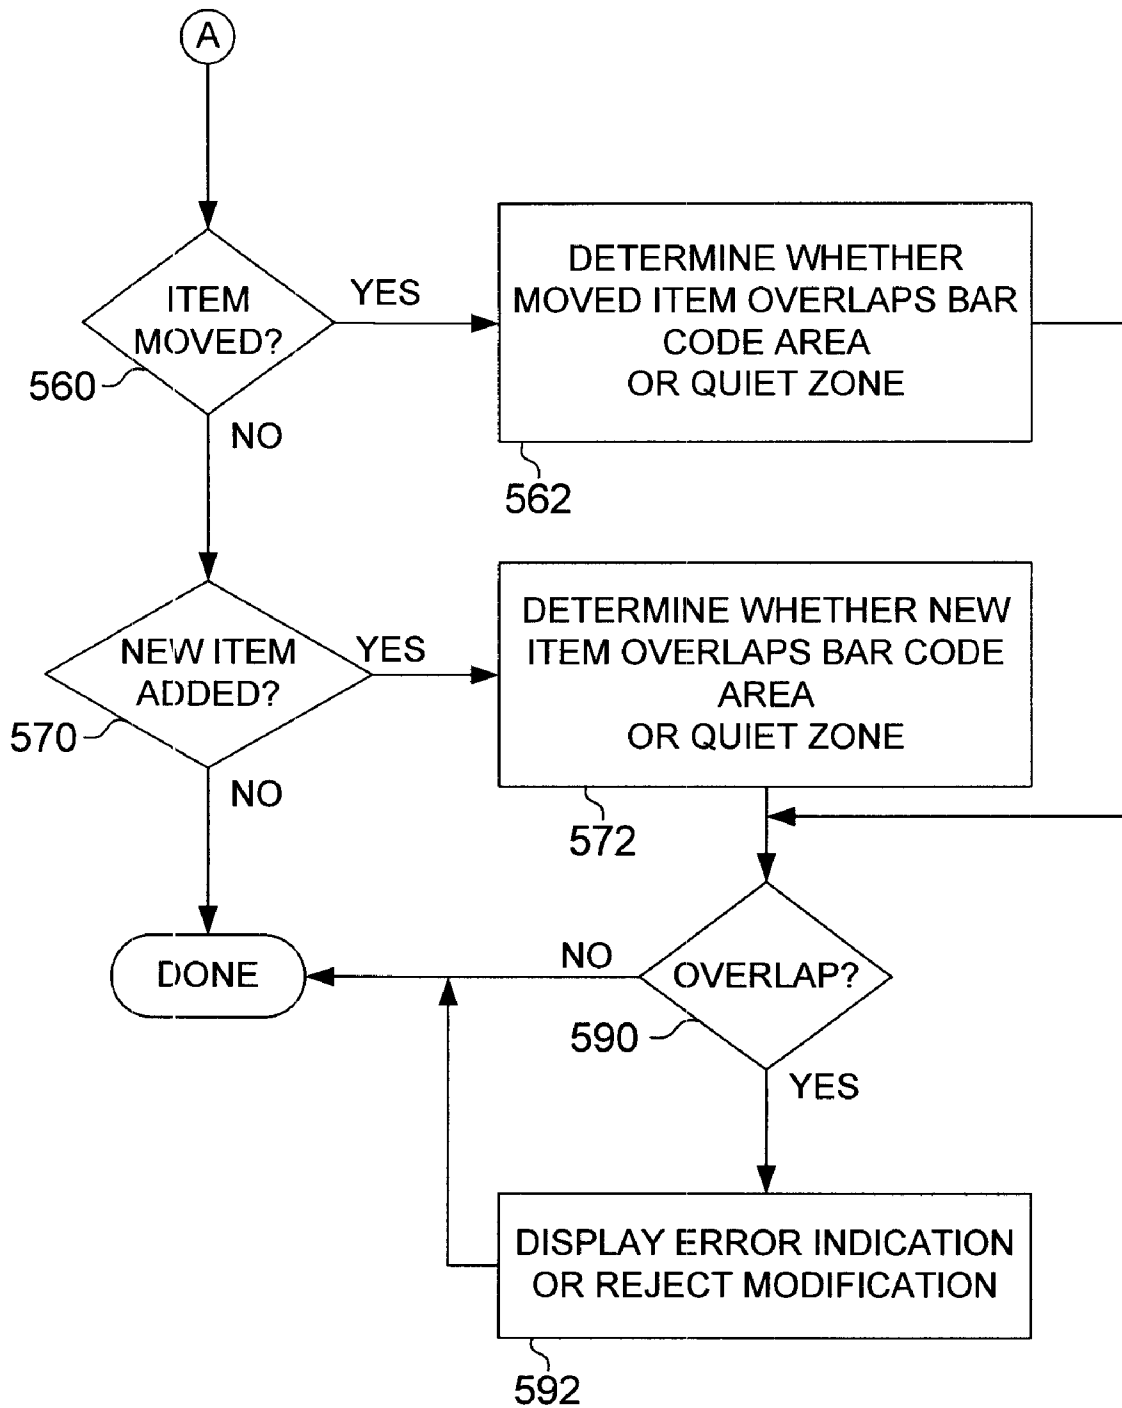 A
ITEM
MOVED?
YES
560
NO
DETERMINE WHETHER
MOVED ITEM OVERLAPS BAR
CODE AREA
OR QUIET ZONE
562
NEW ITEM
ADDED?
YES
570
NO
DETERMINE WHETHER NEW
ITEM OVERLAPS BAR CODE
AREA
OR QUIET ZONE
572
DONE
NO
OVERLAP?
590
YES
DISPLAY ERROR INDICATION
OR REJECT MODIFICATION
592